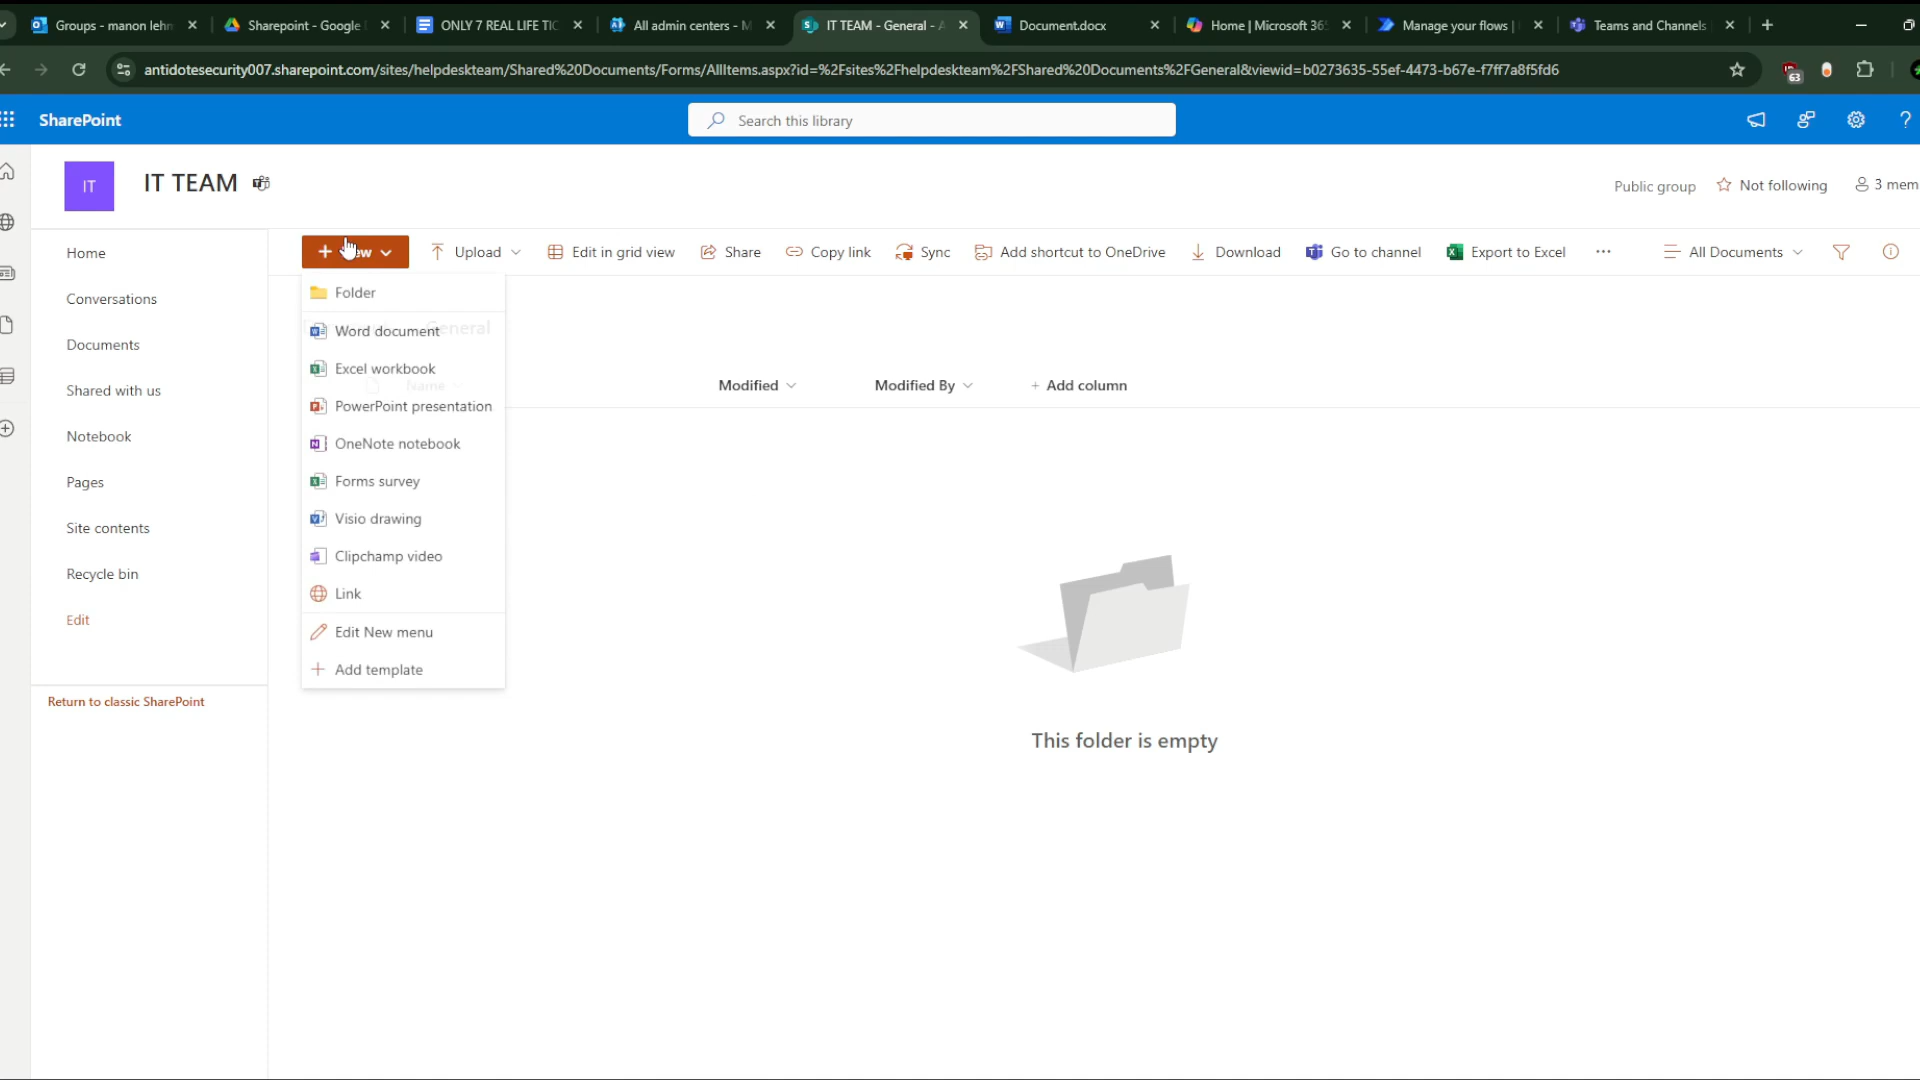 Groups - manon lehn
Sharepoint - Google
ONLY 7 REAL LIFE TIC
All admin centers - M
IT TEAM - General - A
Document.docx
Home | Microsoft 36
Manage your flows |
Teams and Channels
antidotesecurity007.sharepoint.com/sites/helpdeskteam/Shared%20Documents/Forms/AllItems.aspx?id=%2Fsites%2Fhelpdeskteam%2FShared%20Documents%2FGeneral&viewid=b0273635-55ef-4473-b67e-f7ff7a8f5fd6
63
SharePoint
Search this library
IT
IT TEAM
Public group
Not following
3 mem
Home
Conversations
Documents
Shared with us
Notebook
Pages
Site contents
Recycle bin
Edit
Return to classic SharePoint
Upload
Edit in grid view
Share
Copy link
Sync
Add shortcut to OneDrive
Download
Go to channel
Export to Excel
All Documents
Folder
Word document
General
Excel workbook
Name
PowerPoint presentation
OneNote notebook
Forms survey
Visio drawing
Clipchamp video
Link
Edit New menu
Add template
Modified
Modified By
+ Add column
This folder is empty